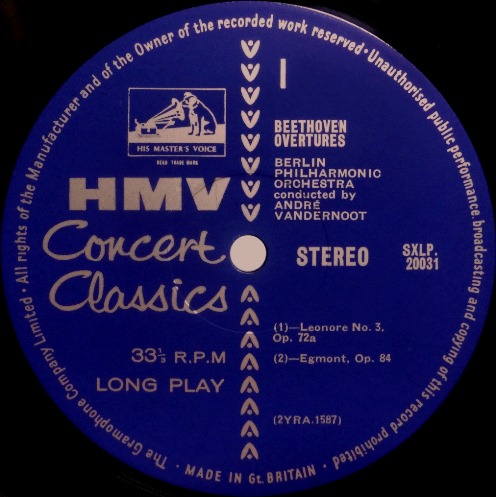 The Gramophone Company Limited · All rights of the Manufacturer and of the Owner of the recorded work reserved · Unauthorised public performance, broadcasting and copying of this record prohibited ·
HIS MASTER'S VOICE
REGD TRADE MARK
HMV
Concert
Classics
33⅓ R.P.M
LONG PLAY
1
BEETHOVEN
OVERTURES
BERLIN
PHILHARMONIC
ORCHESTRA
conducted by
ANDRÉ
VANDERNOOT
STEREO
SXLP.
20031
(1)—Leonore No. 3,
Op. 72a
(2)—Egmont, Op. 84
(2YRA.1587)
· MADE IN Gt. BRITAIN ·